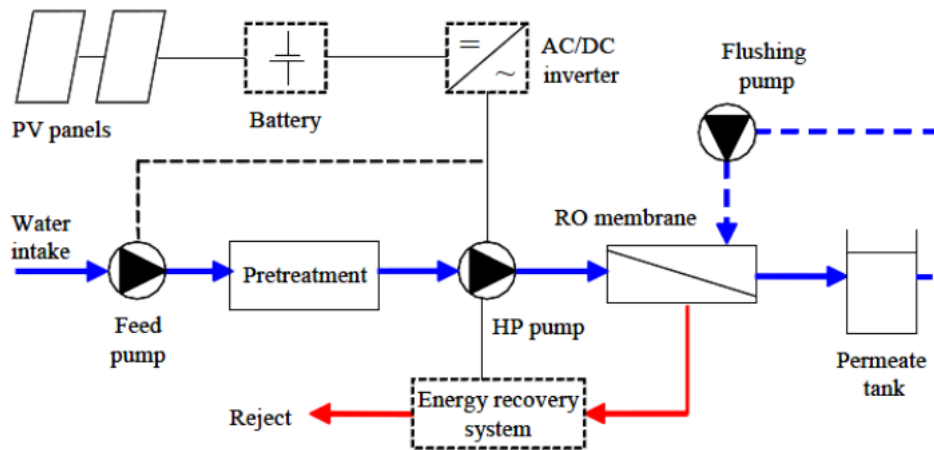 AC/DC
inverter
Flushing
pump
PV panels
Battery
Water
intake
RO membrane
Pretreatment
Feed
pump
HP pump
Permeate
tank
Energy recovery
system
Reject